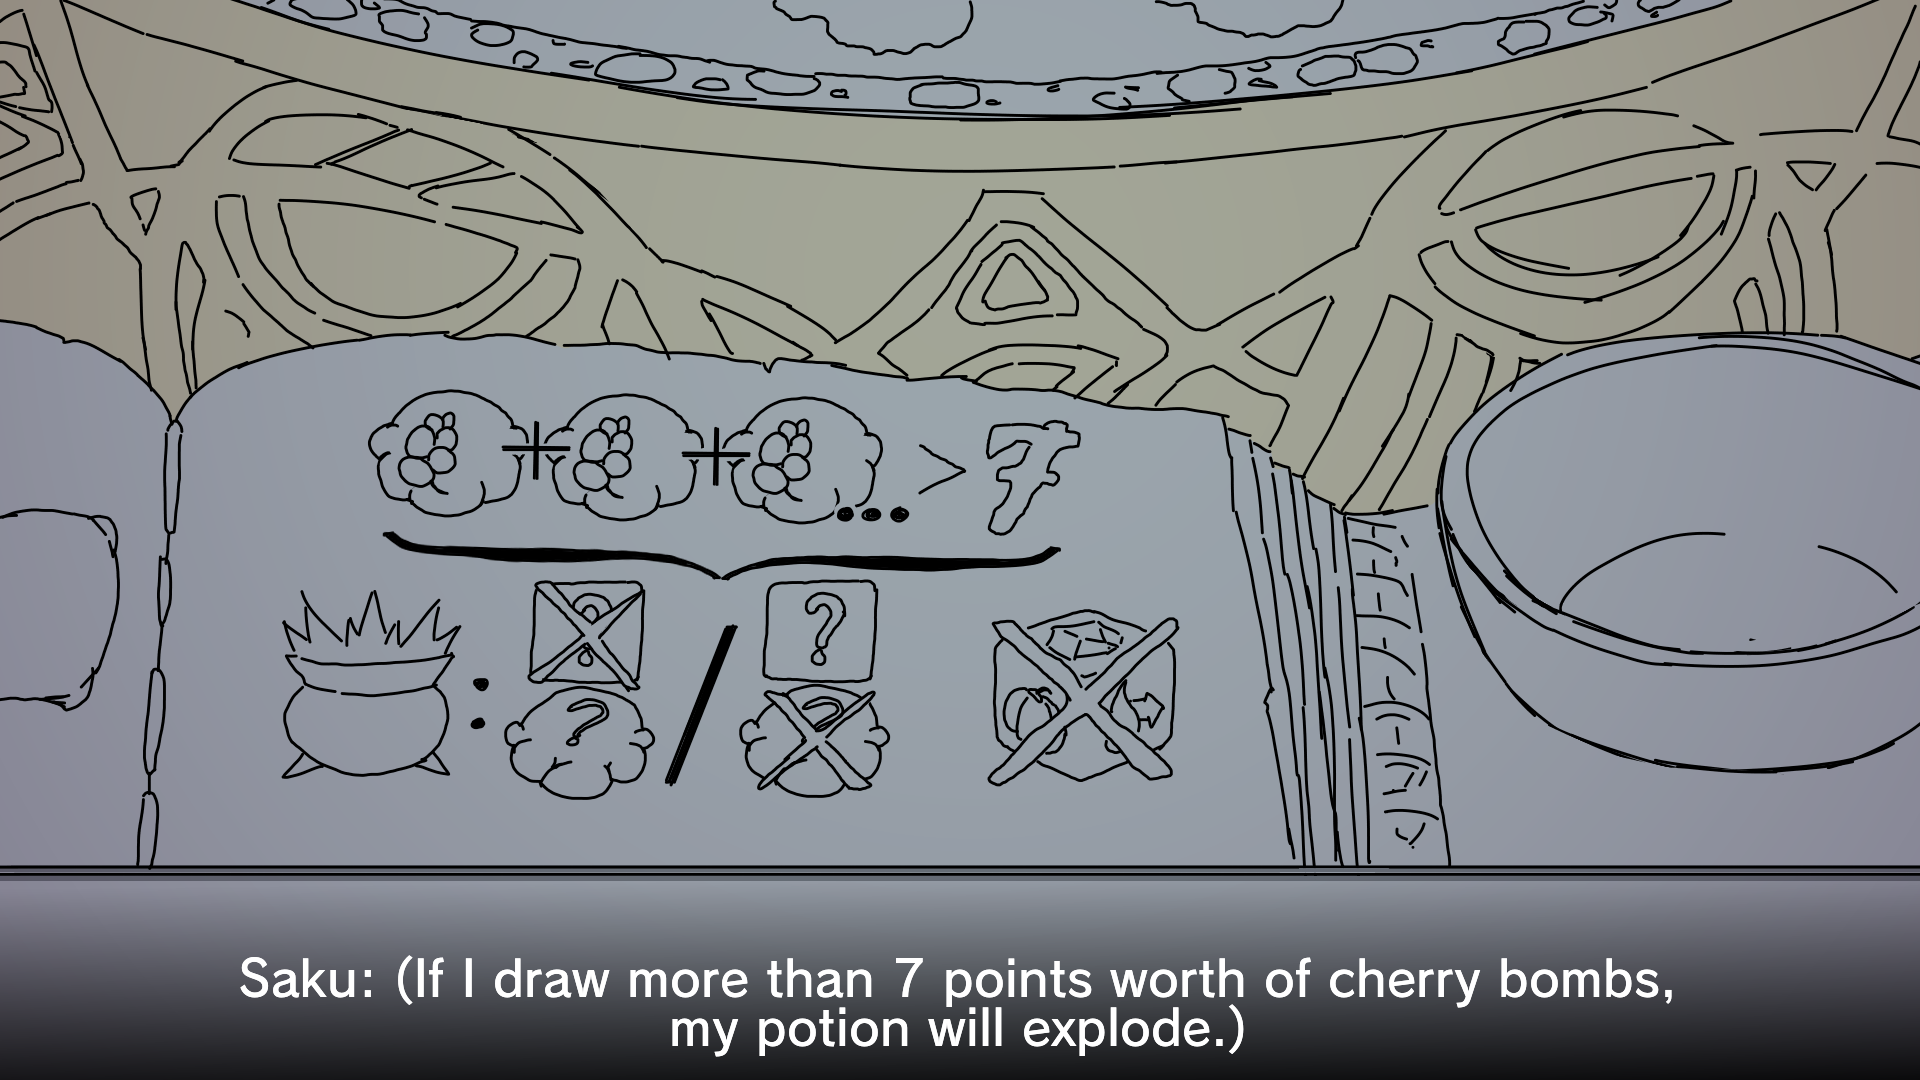 + + ... > 7
: ? / ?
? ?
Saku: (If I draw more than 7 points worth of cherry bombs,
my potion will explode.)